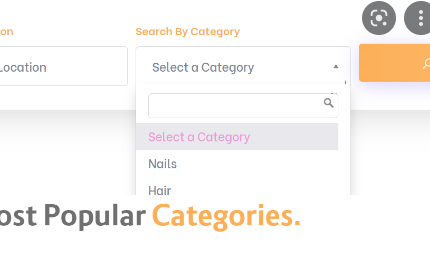 on
Search By Category
Location
Select a Category
Select a Category
Nails
Hair
ost Popular Categories.